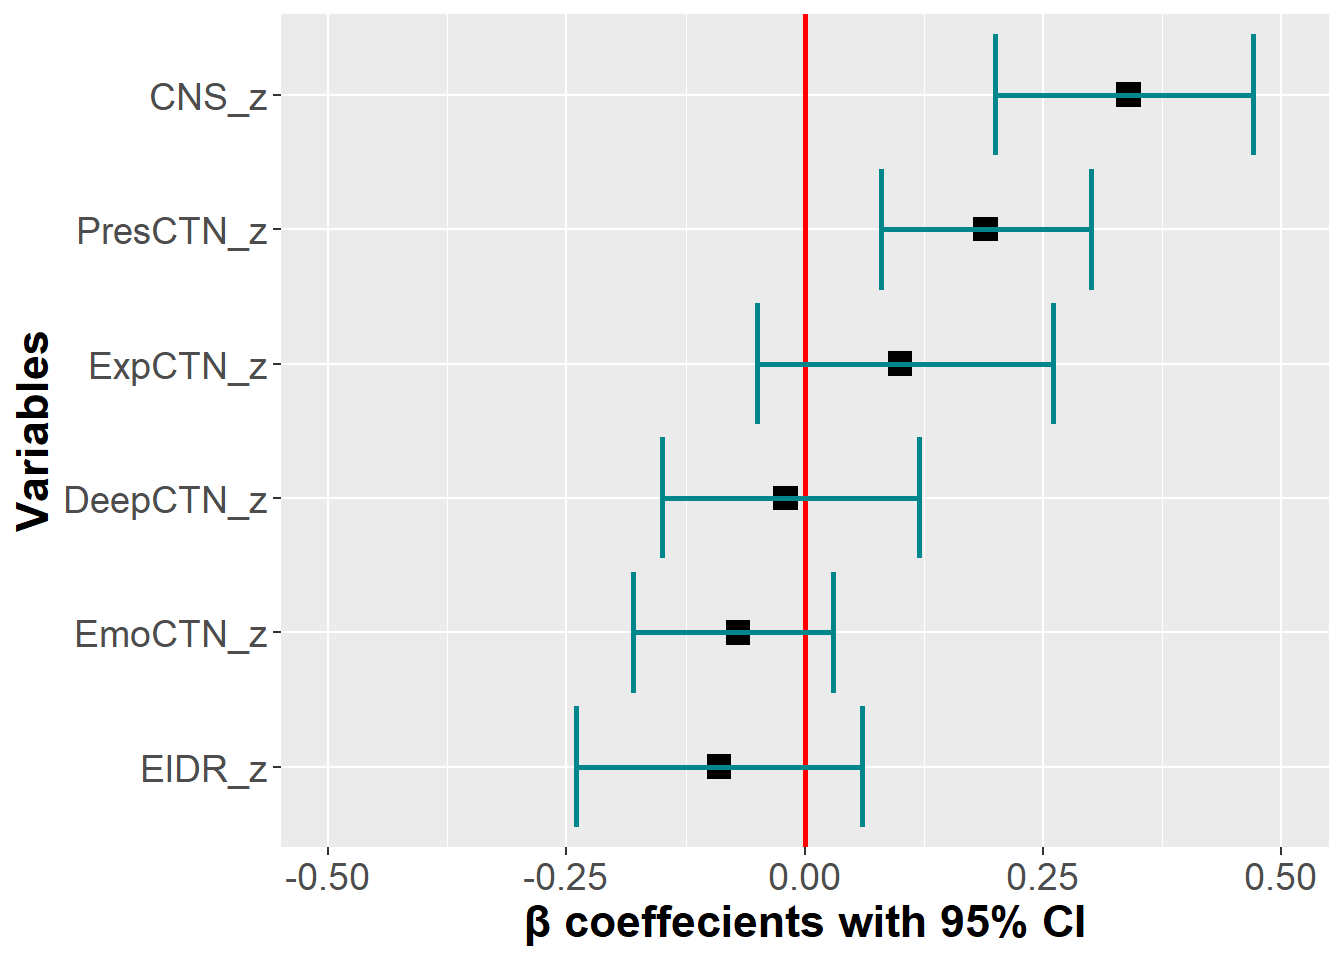 CNS_z
PresCTN_z
ExpCTN_z
DeepCTN_z
EmoCTN_z
EIDR_z
Variables
-0.50
-0.25
0.00
0.25
0.50
β coeffecients with 95% CI